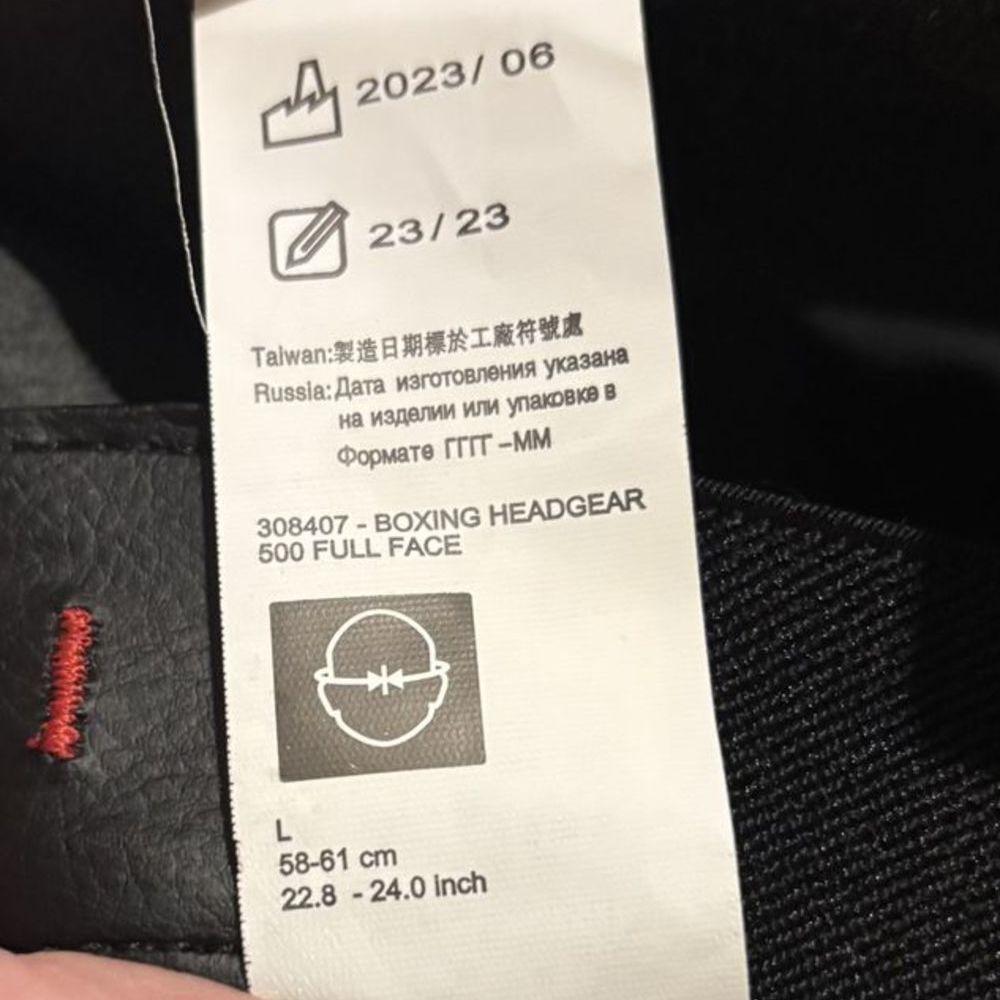 2023/ 06
23/ 23
Taiwan:製造日期標於工廠符號處
Russia:Дата изготовления указана
на изделии или упаковке в
Формате ГГГГ –ММ
308407 - BOXING HEADGEAR
500 FULL FACE
L
58-61 cm
22.8 - 24.0 inch